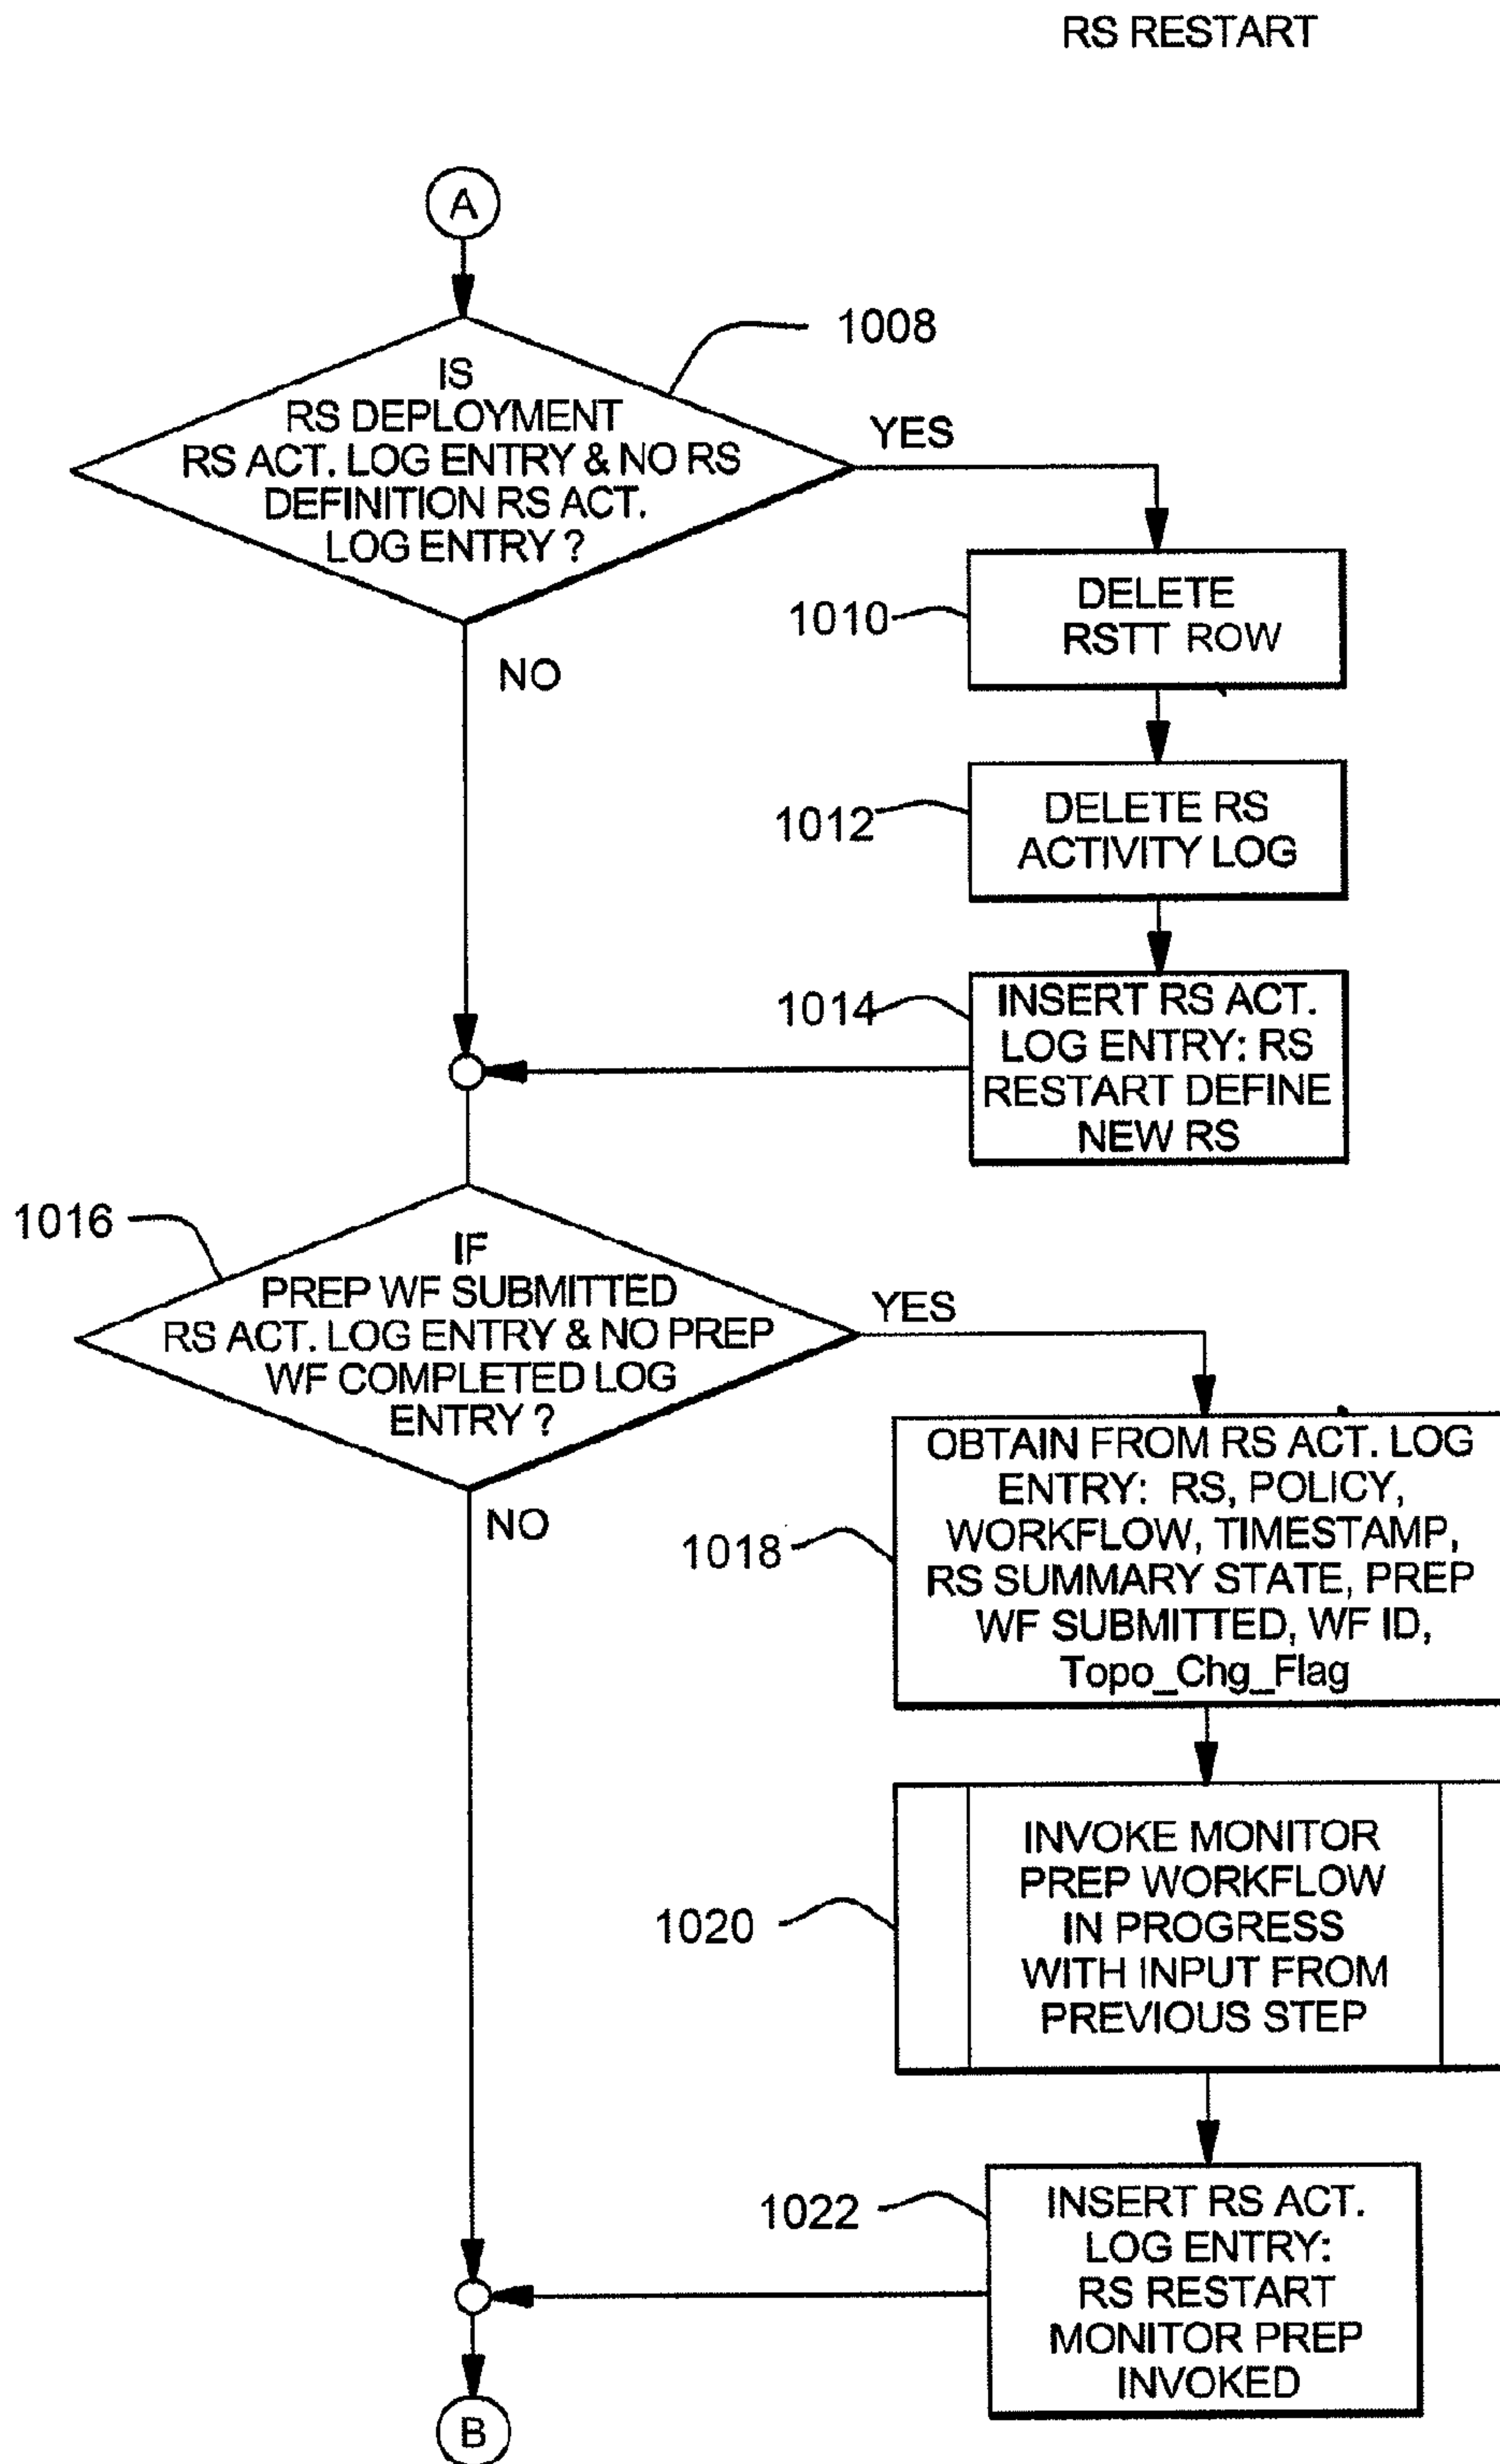 RS RESTART
A
1008
IS
RS DEPLOYMENT
RS ACT. LOG ENTRY & NO RS
DEFINITION RS ACT.
LOG ENTRY ?
YES
NO
1010
DELETE
RSTT ROW
1012
DELETE RS
ACTIVITY LOG
1014
INSERT RS ACT.
LOG ENTRY: RS
RESTART DEFINE
NEW RS
1016
IF
PREP WF SUBMITTED
RS ACT. LOG ENTRY & NO PREP
WF COMPLETED LOG
ENTRY ?
YES
NO
1018
OBTAIN FROM RS ACT. LOG
ENTRY: RS, POLICY,
WORKFLOW, TIMESTAMP,
RS SUMMARY STATE, PREP
WF SUBMITTED, WF ID,
Topo_Chg_Flag
1020
INVOKE MONITOR
PREP WORKFLOW
IN PROGRESS
WITH INPUT FROM
PREVIOUS STEP
1022
INSERT RS ACT.
LOG ENTRY:
RS RESTART
MONITOR PREP
INVOKED
B